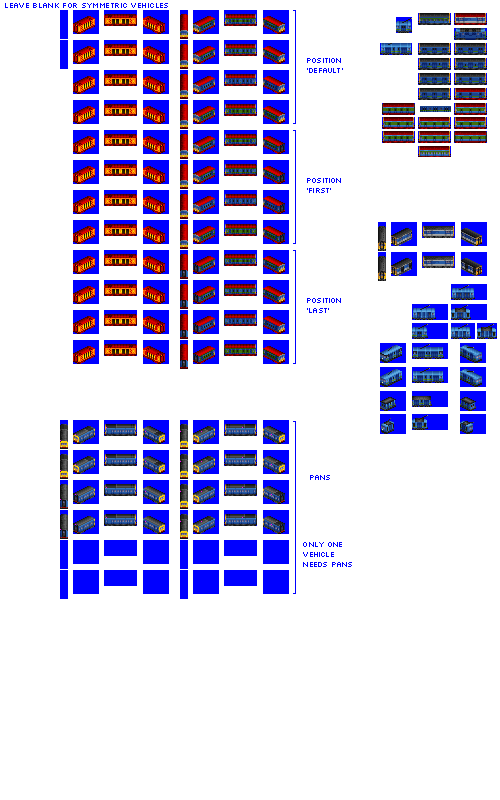 LEAVE BLANK FOR SYMMETRIC VEHICLES
POSITION
'DEFAULT'
POSITION
'FIRST'
POSITION
'LAST'
PANS
ONLY ONE
VEHICLE
NEEDS PANS